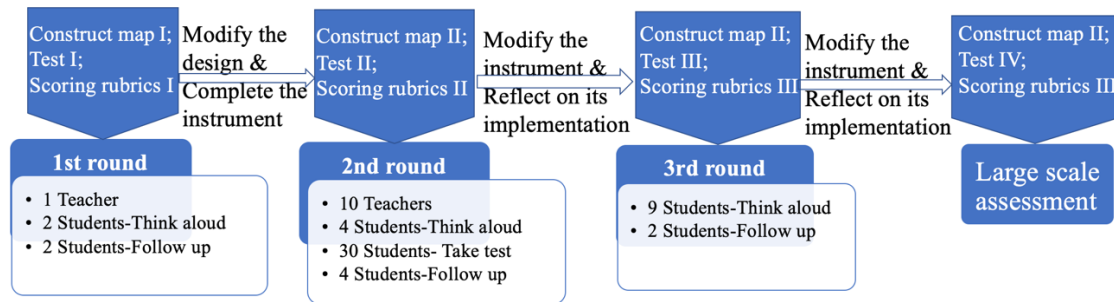 Construct map I;
Test I;
Scoring rubrics I
Modify the
design &
Complete the
instrument
Construct map II;
Test II;
Scoring rubrics II
Modify the
instrument &
Reflect on its
implementation
Construct map II;
Test III;
Scoring rubrics III
Modify the
instrument &
Reflect on its
implementation
Construct map II;
Test IV;
Scoring rubrics III
1st round
• 1 Teacher
• 2 Students-Think aloud
• 2 Students-Follow up
2nd round
• 10 Teachers
• 4 Students-Think aloud
• 30 Students- Take test
• 4 Students-Follow up
3rd round
• 9 Students-Think aloud
• 2 Students-Follow up
Large scale
assessment